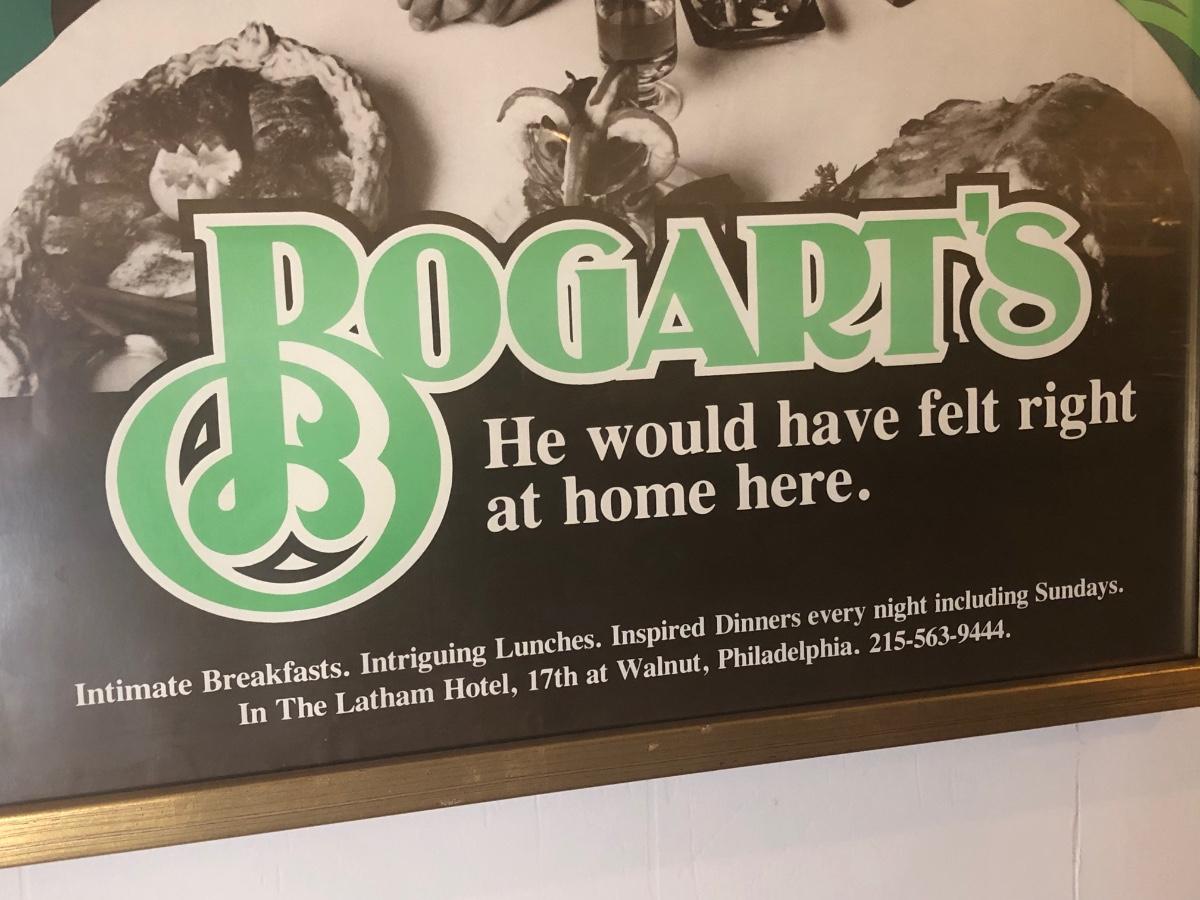 BOGART'S
B
He would have felt right
at home here.
Intimate Breakfasts. Intriguing Lunches. Inspired Dinners every night including Sundays.
In The Latham Hotel, 17th at Walnut, Philadelphia. 215-563-9444.